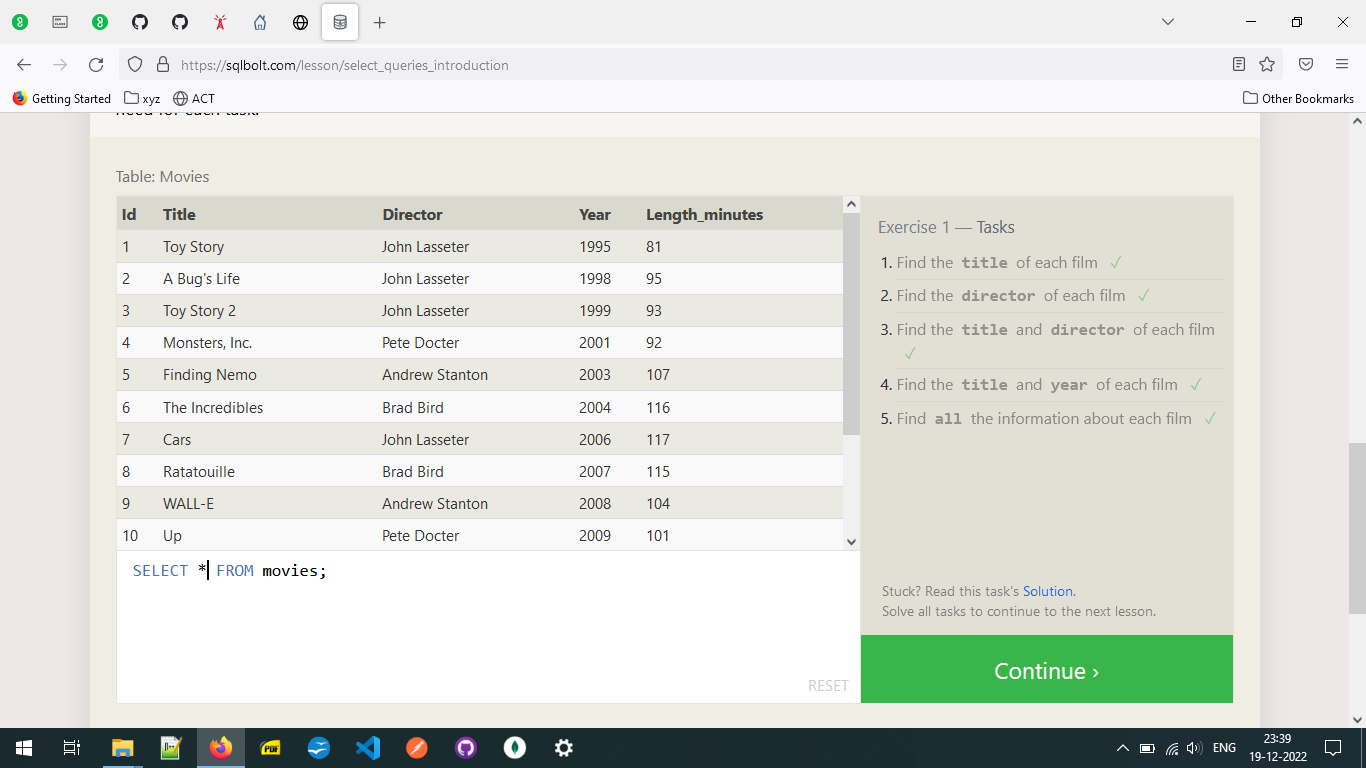 https://sqlbolt.com/lesson/select_queries_introduction
Getting Started xyz ACT Other Bookmarks
need for each task.
Table: Movies
Id Title Director Year Length_minutes
1 Toy Story John Lasseter 1995 81
2 A Bug's Life John Lasseter 1998 95
3 Toy Story 2 John Lasseter 1999 93
4 Monsters, Inc. Pete Docter 2001 92
5 Finding Nemo Andrew Stanton 2003 107
6 The Incredibles Brad Bird 2004 116
7 Cars John Lasseter 2006 117
8 Ratatouille Brad Bird 2007 115
9 WALL-E Andrew Stanton 2008 104
10 Up Pete Docter 2009 101
SELECT * FROM movies;
RESET
Exercise 1 — Tasks
1. Find the title of each film ✓
2. Find the director of each film ✓
3. Find the title and director of each film
✓
4. Find the title and year of each film ✓
5. Find all the information about each film ✓
Stuck? Read this task's Solution.
Solve all tasks to continue to the next lesson.
Continue ›
PDF
ENG
23:39
19-12-2022